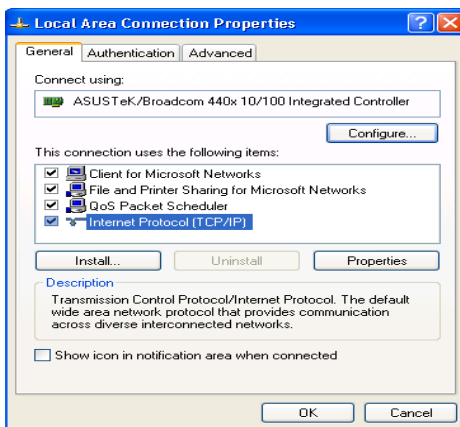 Local Area Connection Properties
General Authentication Advanced
Connect using:
ASUSTeK/Broadcom 440x 10/100 Integrated Controller
Configure...
This connection uses the following items:
Client for Microsoft Networks
File and Printer Sharing for Microsoft Networks
QoS Packet Scheduler
Internet Protocol (TCP/IP)
Install... Uninstall Properties
Description
Transmission Control Protocol/Internet Protocol. The default
wide area network protocol that provides communication
across diverse interconnected networks.
Show icon in notification area when connected
OK Cancel